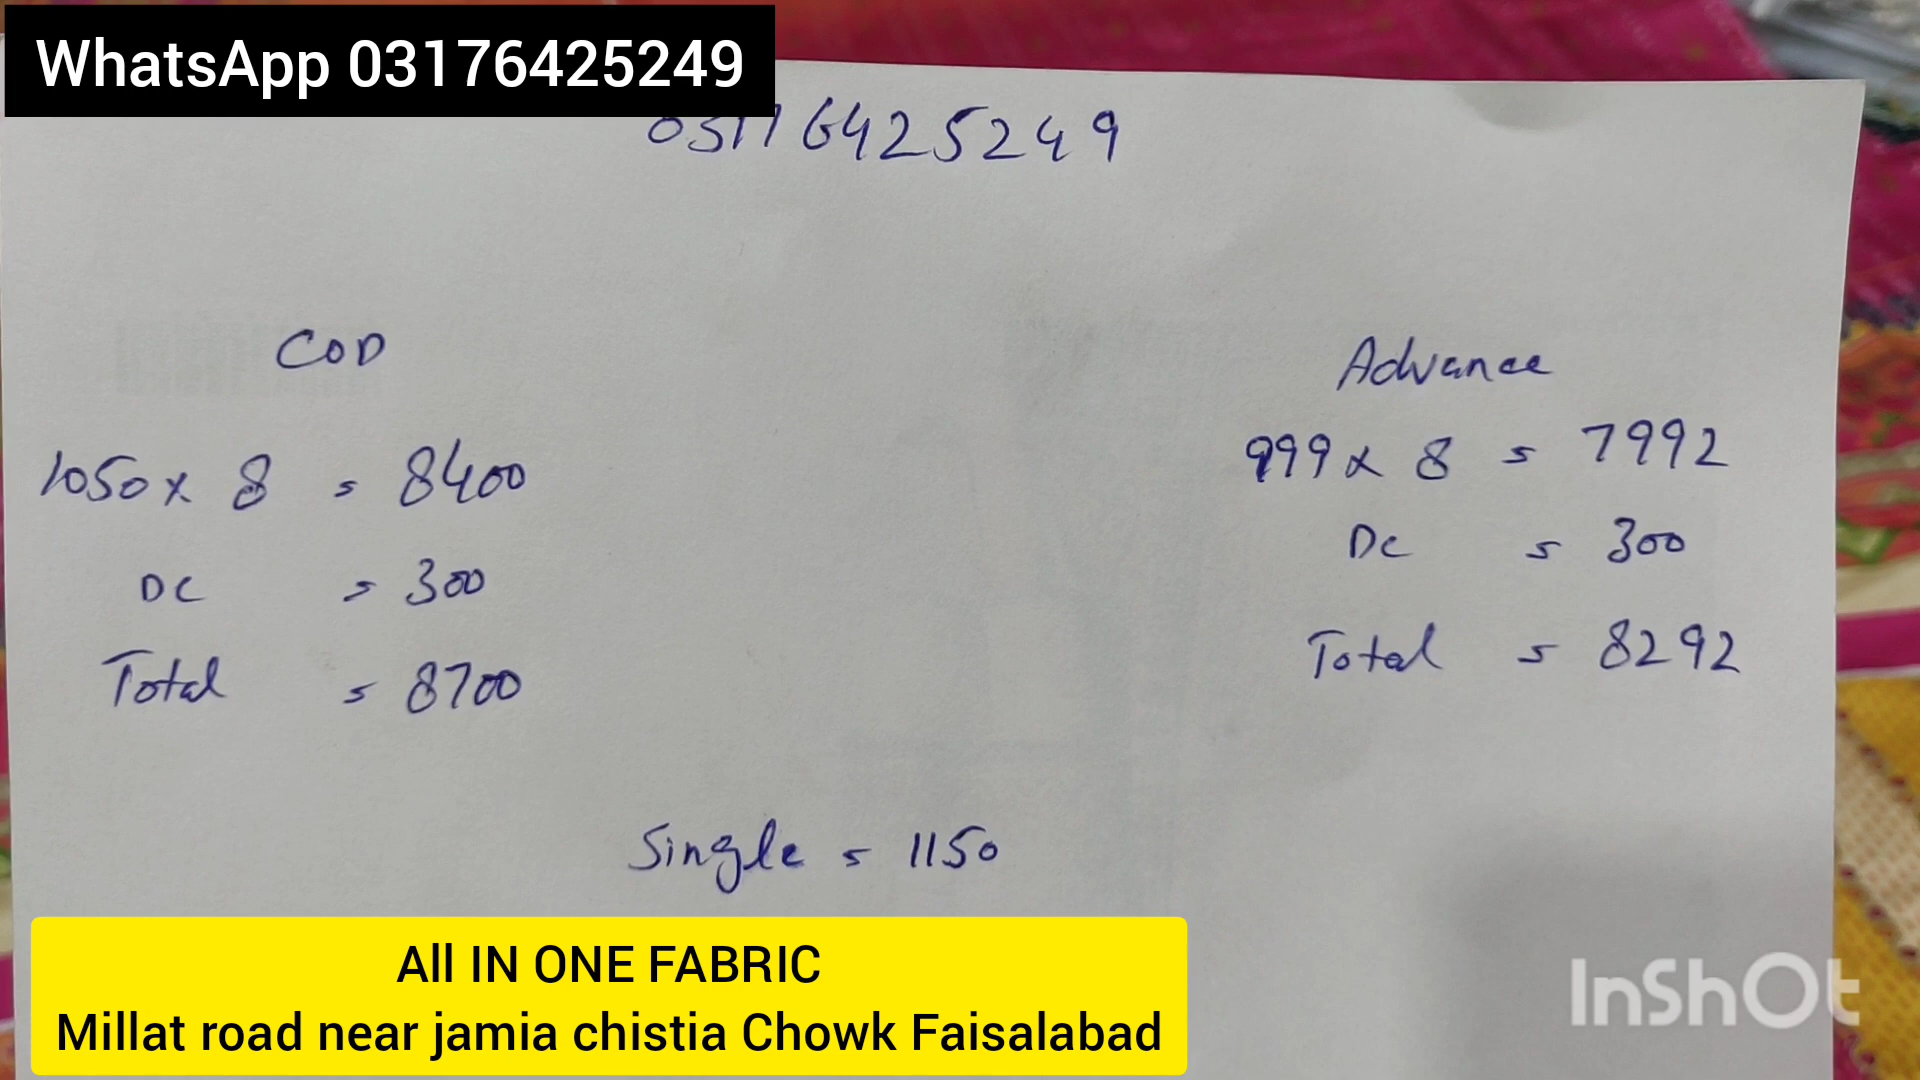 WhatsApp 03176425249
03176425249
COD
1050 x 8 = 8400
DC = 300
Total = 8700
Advance
999 x 8 = 7992
DC = 300
Total = 8292
Single = 1150
All IN ONE FABRIC
Millat road near jamia chistia Chowk Faisalabad
InShOt